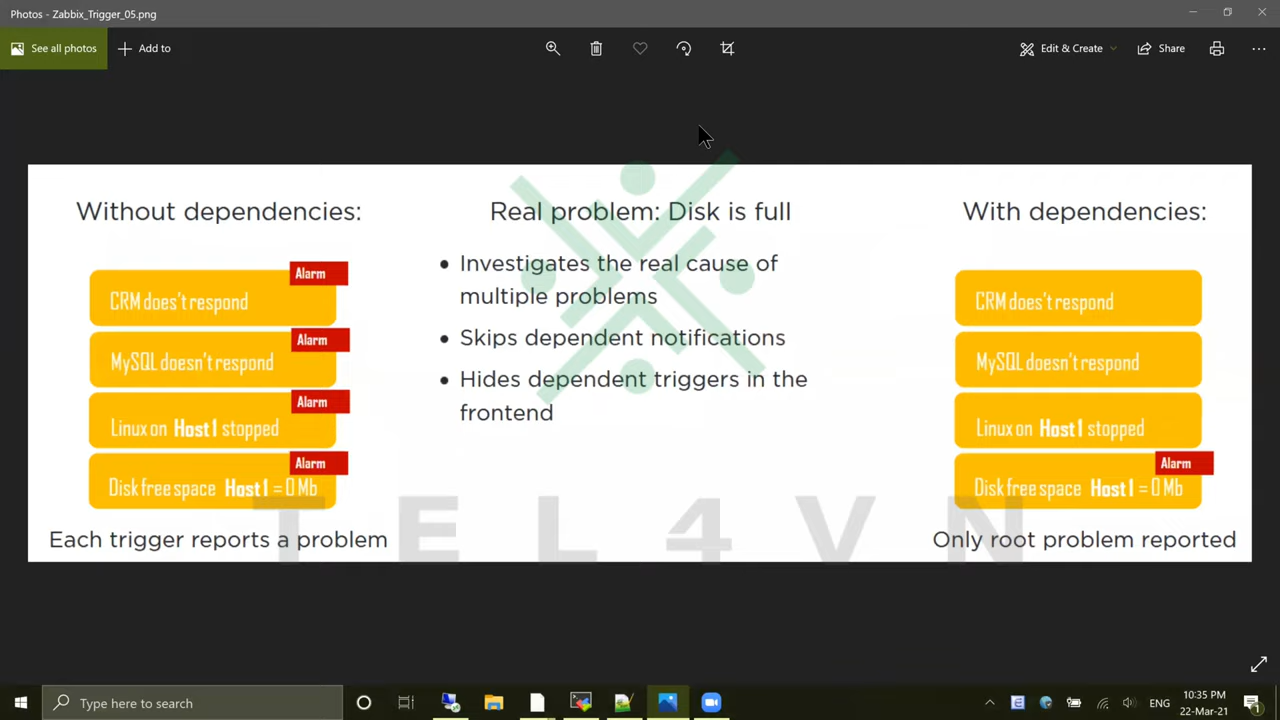 Photos - Zabbix_Trigger_05.png
See all photos
Add to
Edit & Create
Share
Without dependencies:
Alarm
CRM does't respond
Alarm
MySQL doesn't respond
Alarm
Linux on Host1 stopped
Alarm
Disk free space Host1 = 0 Mb
Each trigger reports a problem
Real problem: Disk is full
• Investigates the real cause of
multiple problems
• Skips dependent notifications
• Hides dependent triggers in the
frontend
With dependencies:
CRM does't respond
MySQL doesn't respond
Linux on Host1 stopped
Alarm
Disk free space Host1 = 0 Mb
Only root problem reported
TEL4VN
Type here to search
ENG
10:35 PM
22-Mar-21
1